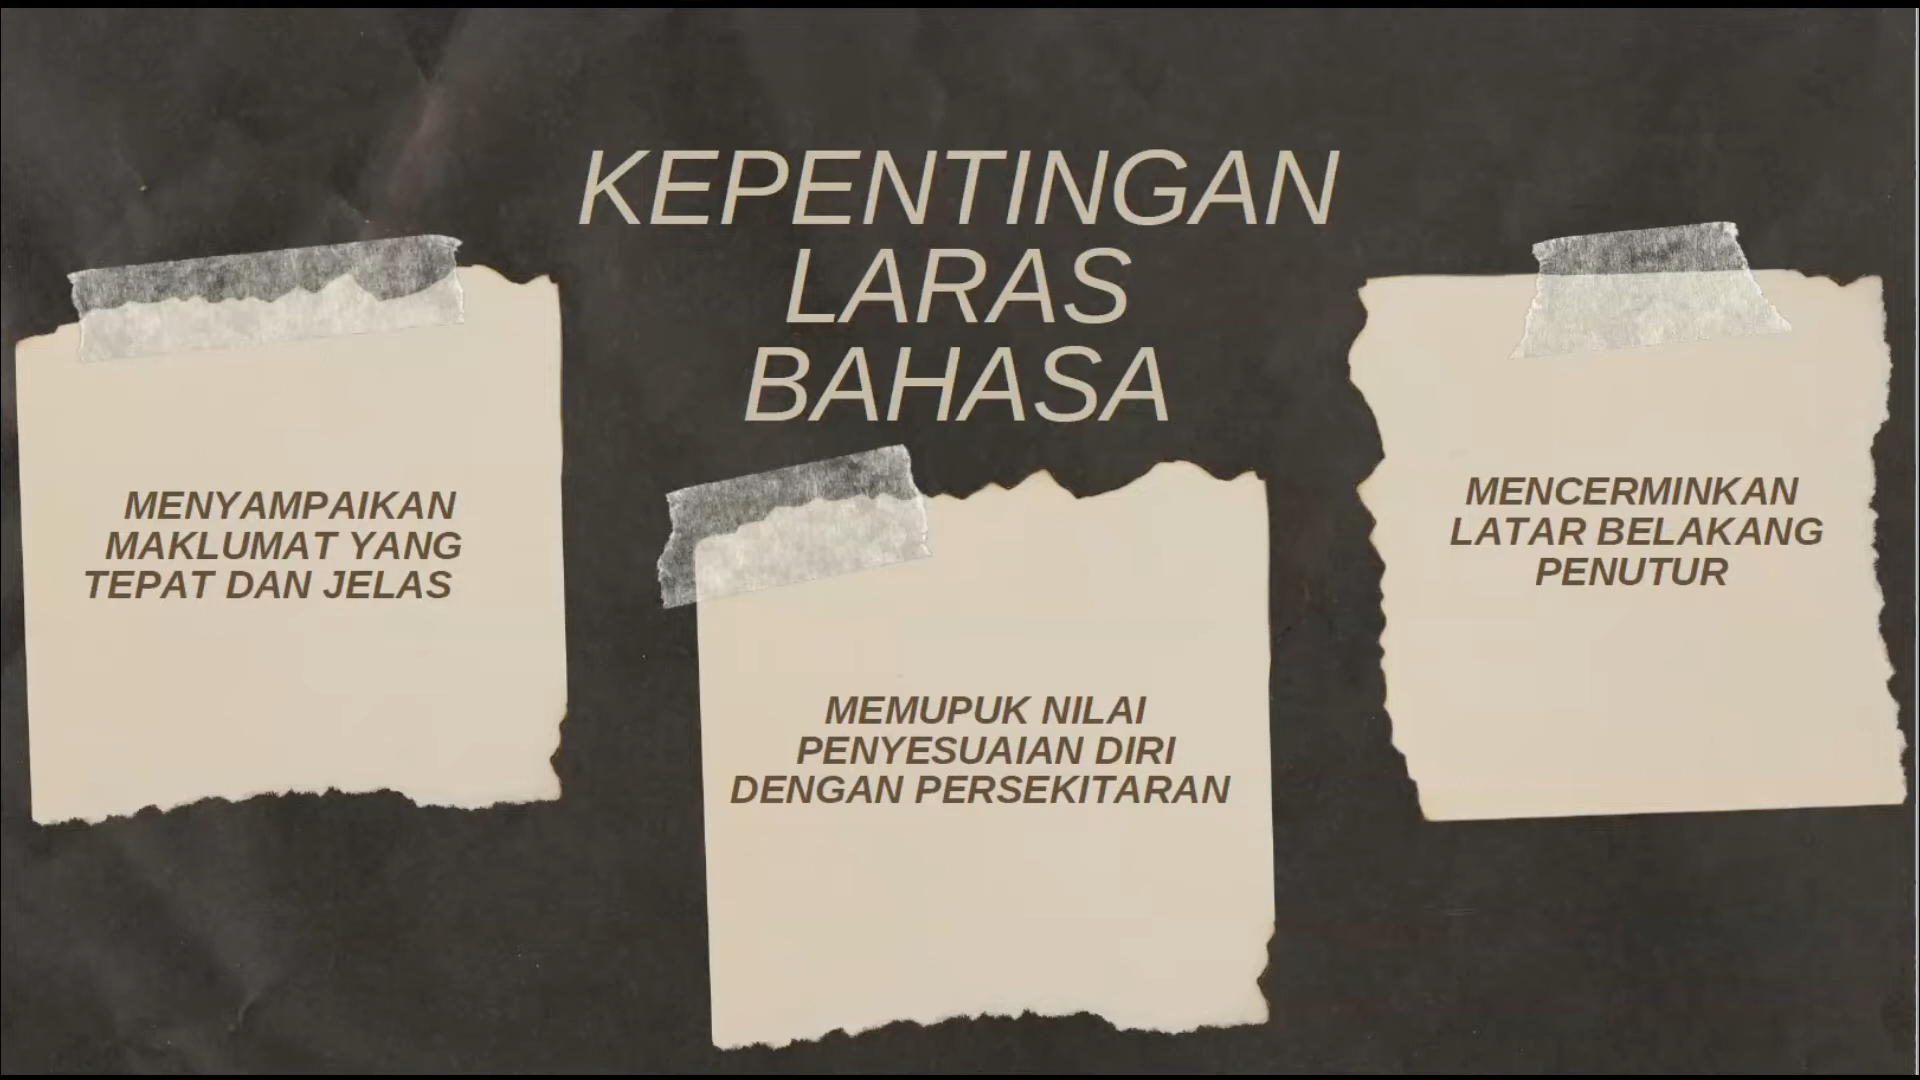 KEPENTINGAN
LARAS
BAHASA
MENYAMPAIKAN
MAKLUMAT YANG
TEPAT DAN JELAS
MEMUPUK NILAI
PENYESUAIAN DIRI
DENGAN PERSEKITARAN
MENCERMINKAN
LATAR BELAKANG
PENUTUR